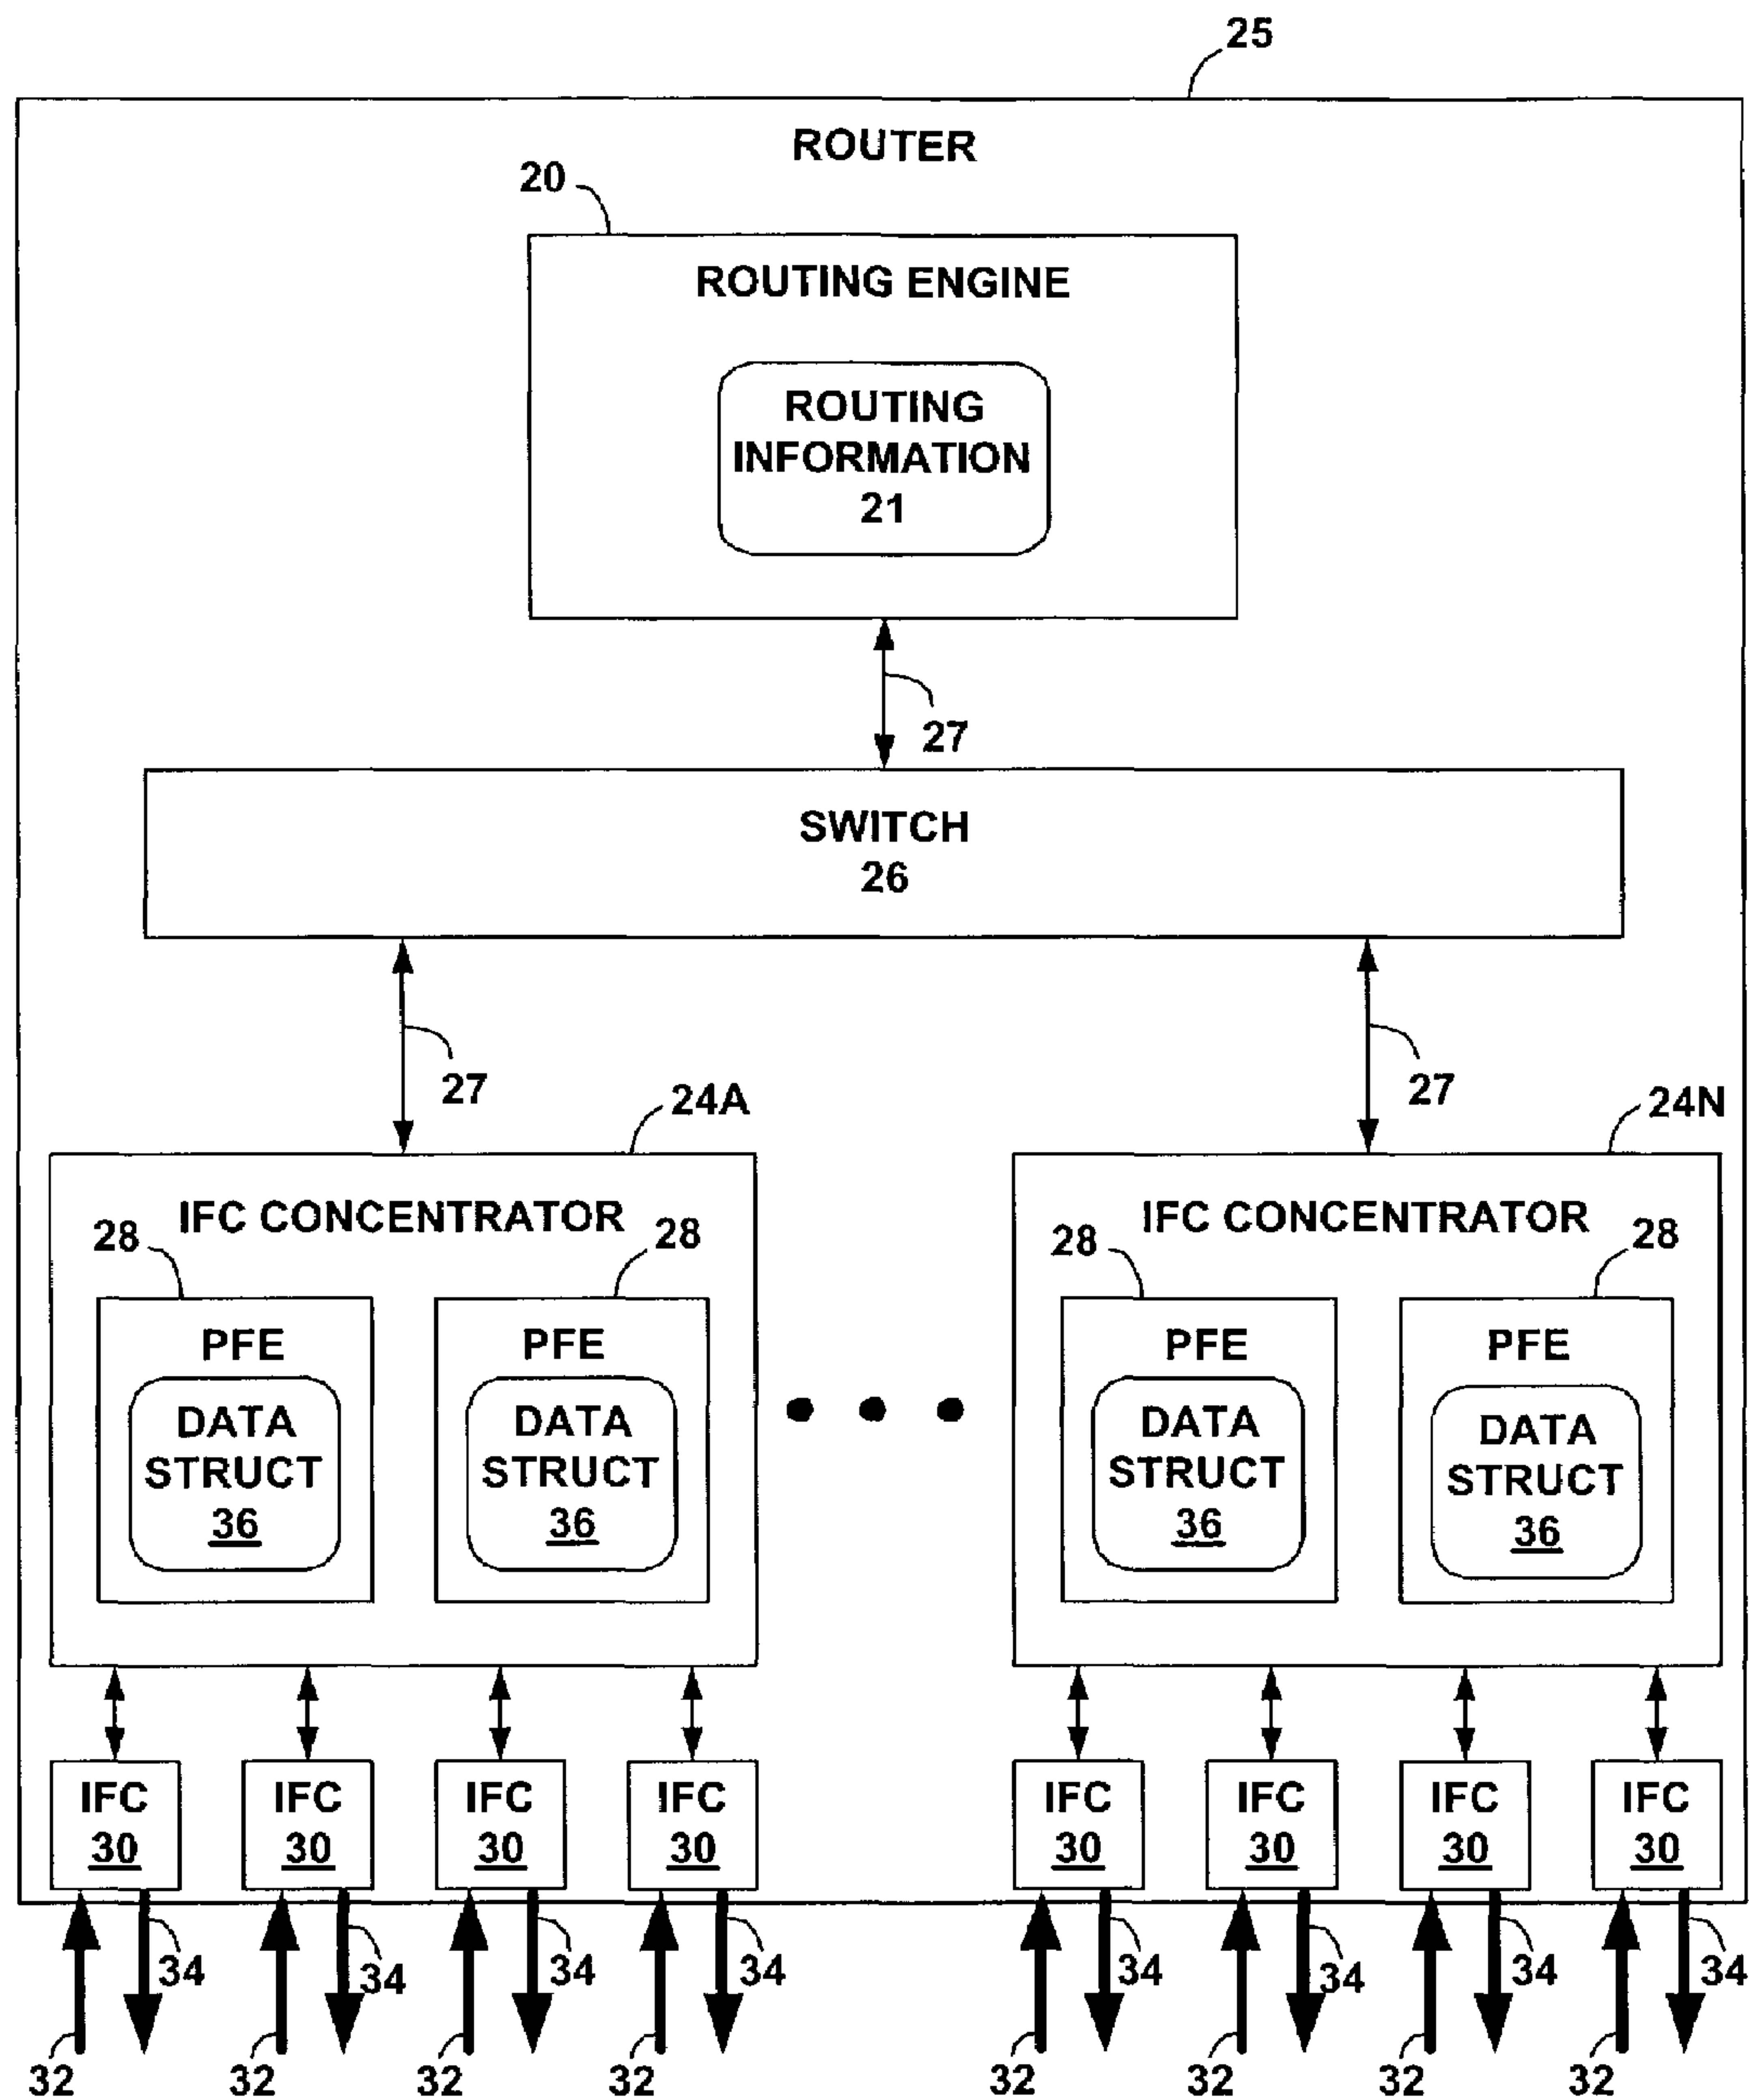 25
ROUTER
20
ROUTING ENGINE
ROUTING
INFORMATION
21
27
SWITCH
26
27
27
24A
24N
IFC CONCENTRATOR
IFC CONCENTRATOR
28
28
28
28
PFE
PFE
PFE
PFE
DATA
STRUCT
36
DATA
STRUCT
36
DATA
STRUCT
36
DATA
STRUCT
36
IFC
30
IFC
30
IFC
30
IFC
30
IFC
30
IFC
30
IFC
30
IFC
30
34
34
34
34
34
34
34
34
32
32
32
32
32
32
32
32